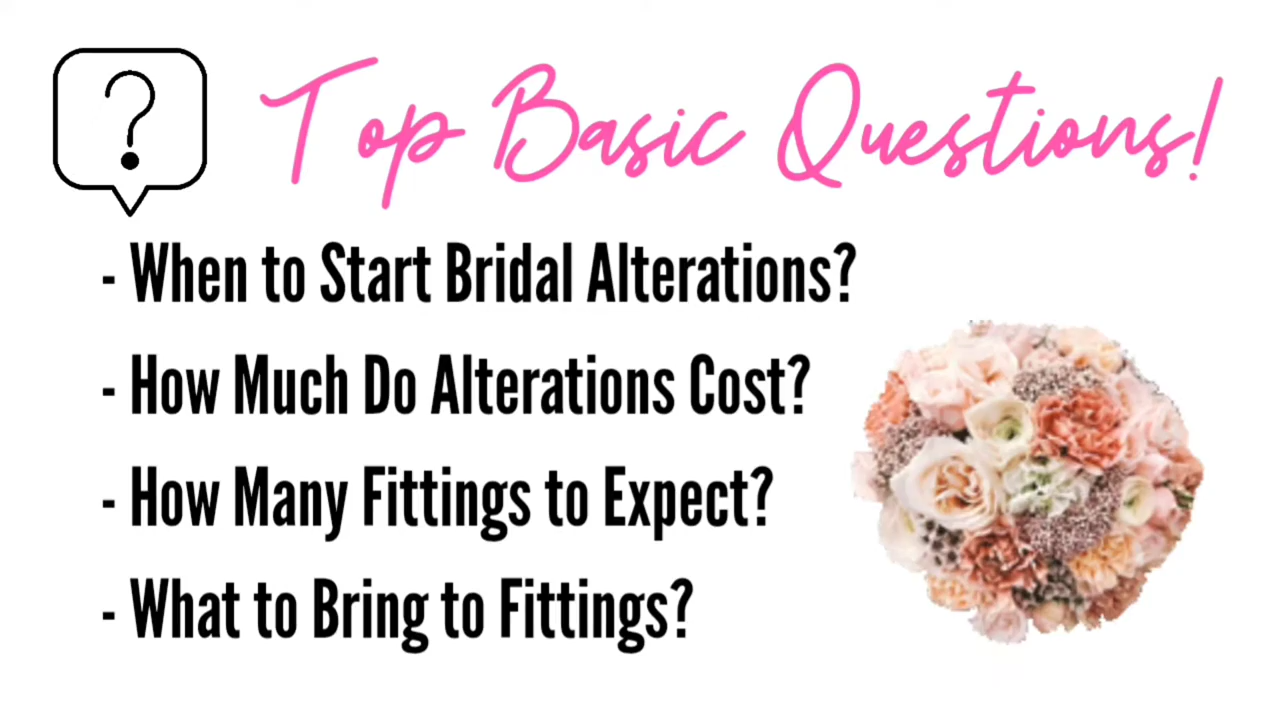 ?
Top Basic Questions!
- When to Start Bridal Alterations?
- How Much Do Alterations Cost?
- How Many Fittings to Expect?
- What to Bring to Fittings?